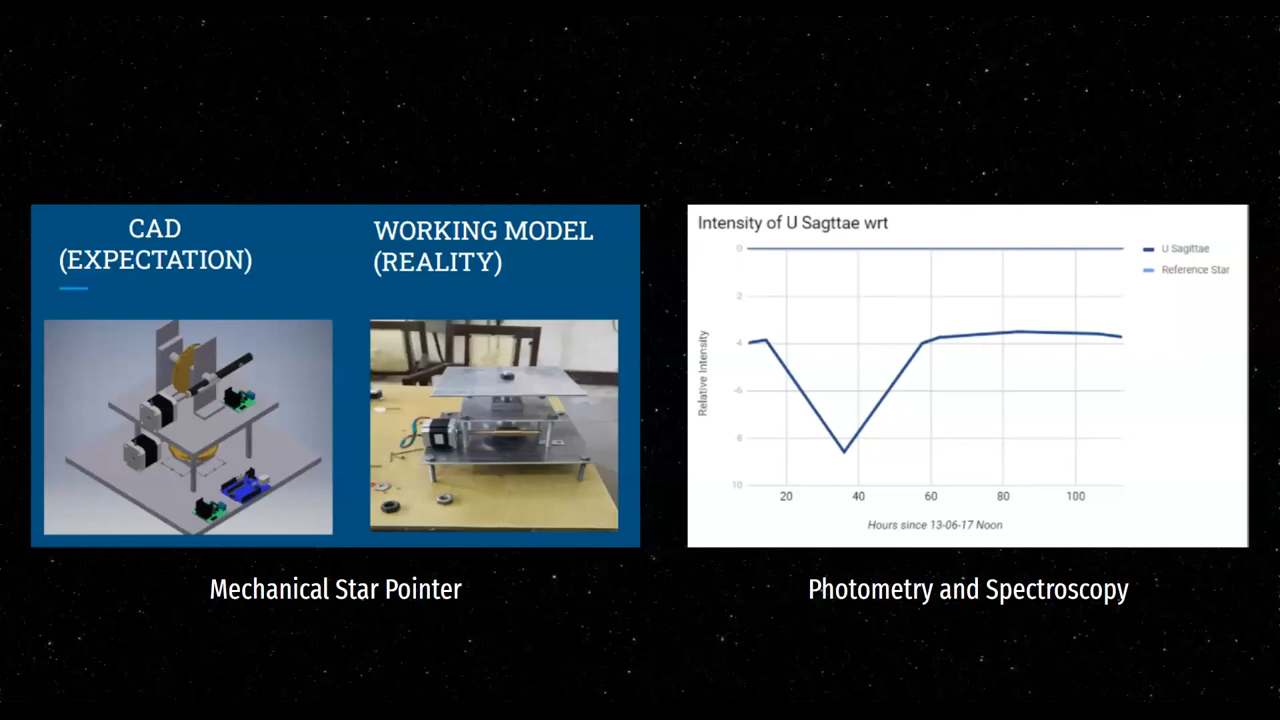 CAD
(EXPECTATION)
WORKING MODEL
(REALITY)
Intensity of U Sagttae wrt
U Sagittae
Reference Star
0
2
4
-6
8
10
Relative Intensity
20
40
60
80
100
Hours since 13-06-17 Noon
Mechanical Star Pointer
Photometry and Spectroscopy